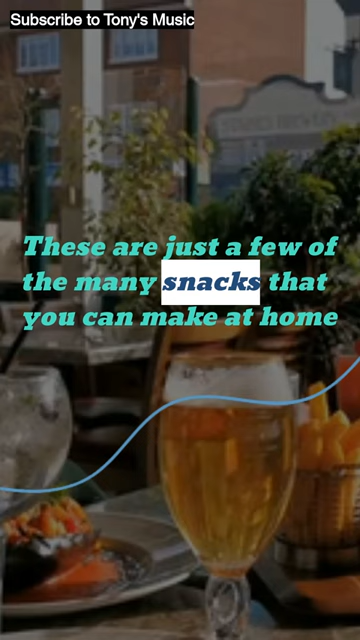 Subscribe to Tony's Music
These are just a few of
the many snacks that
you can make at home